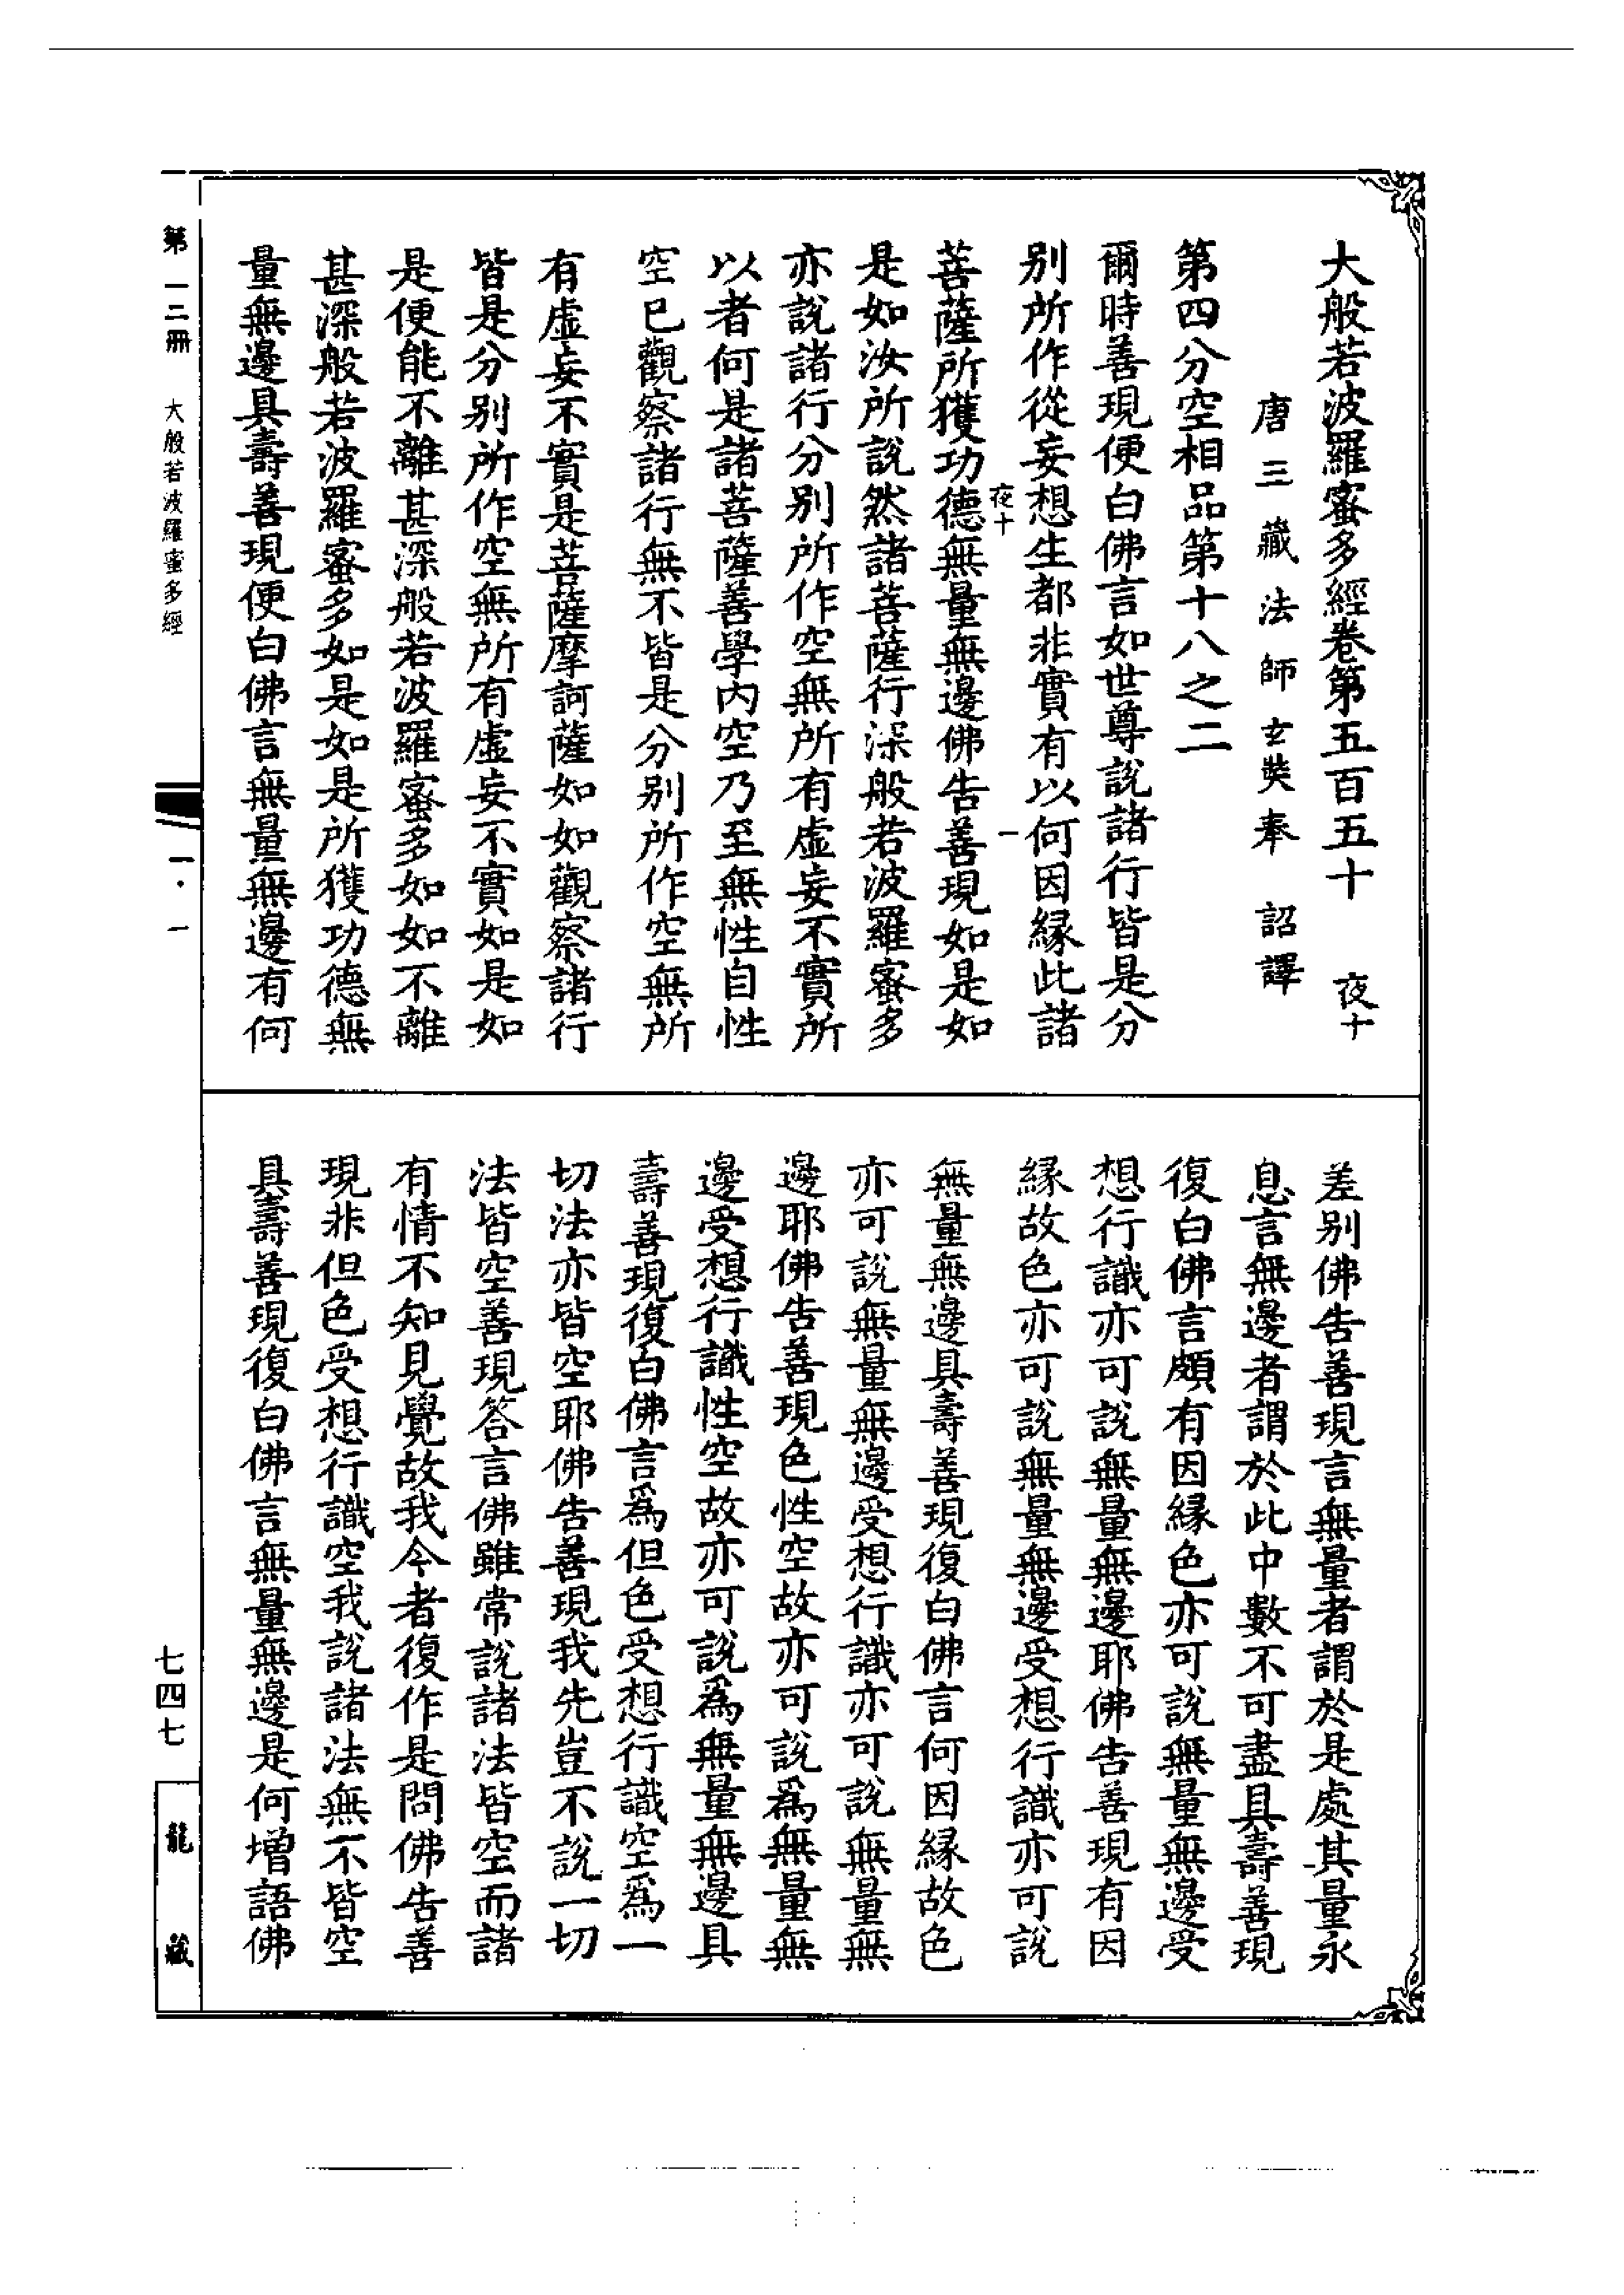 大般若波羅蜜多經卷第五百五十　夜十
唐三藏法師玄奘奉　詔譯
第四分空相品第十八之二
爾時善現便白佛言如世尊說諸行皆是分
別所作從妄想生都非實有以何因緣此諸
夜十　一
菩薩所獲功德無量無邊佛告善現如是如
是如汝所說然諸菩薩行深般若波羅蜜多
亦說諸行分別所作空無所有虛妄不實所
以者何是諸菩薩善學內空乃至無性自性
空已觀察諸行無不皆是分別所作空無所
有虛妄不實是菩薩摩訶薩如如觀察諸行
皆是分別所作空無所有虛妄不實如是如
是便能不離甚深般若波羅蜜多如如不離
甚深般若波羅蜜多如是如是所獲功德無
量無邊具壽善現便白佛言無量無邊有何
差別佛告善現言無量者謂於是處其量永
息言無邊者謂於此中數不可盡具壽善現
復白佛言頗有因緣色亦可說無量無邊受
想行識亦可說無量無邊耶佛告善現有因
緣故色亦可說無量無邊受想行識亦可說
無量無邊具壽善現復白佛言何因緣故色
亦可說無量無邊受想行識亦可說無量無
邊耶佛告善現色性空故亦可說爲無量無
邊受想行識性空故亦可說爲無量無邊具
壽善現復白佛言爲但色受想行識空爲一
切法亦皆空耶佛告善現我先豈不說一切
法皆空善現答言佛雖常說諸法皆空而諸
有情不知見覺故我今者復作是問佛告善
現非但色受想行識空我說諸法無不皆空
具壽善現復白佛言無量無邊是何增語佛
第一二冊　大般若波羅蜜多經
一·一
七四七
龍藏